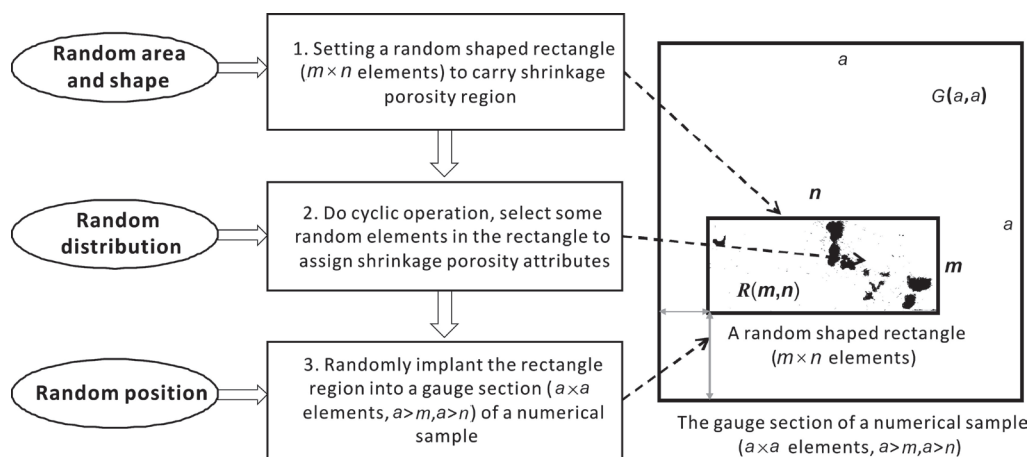 Random area
and shape
1. Setting a random shaped rectangle
(m×n elements) to carry shrinkage
porosity region
Random
distribution
2. Do cyclic operation, select some
random elements in the rectangle to
assign shrinkage porosity attributes
Random position
3. Randomly implant the rectangle
region into a gauge section (a×a
elements, a>m,a>n) of a numerical
sample
a
G(a,a)
n
a
m
R(m,n)
A random shaped rectangle
(m×n elements)
The gauge section of a numerical sample
(a×a elements, a>m,a>n)